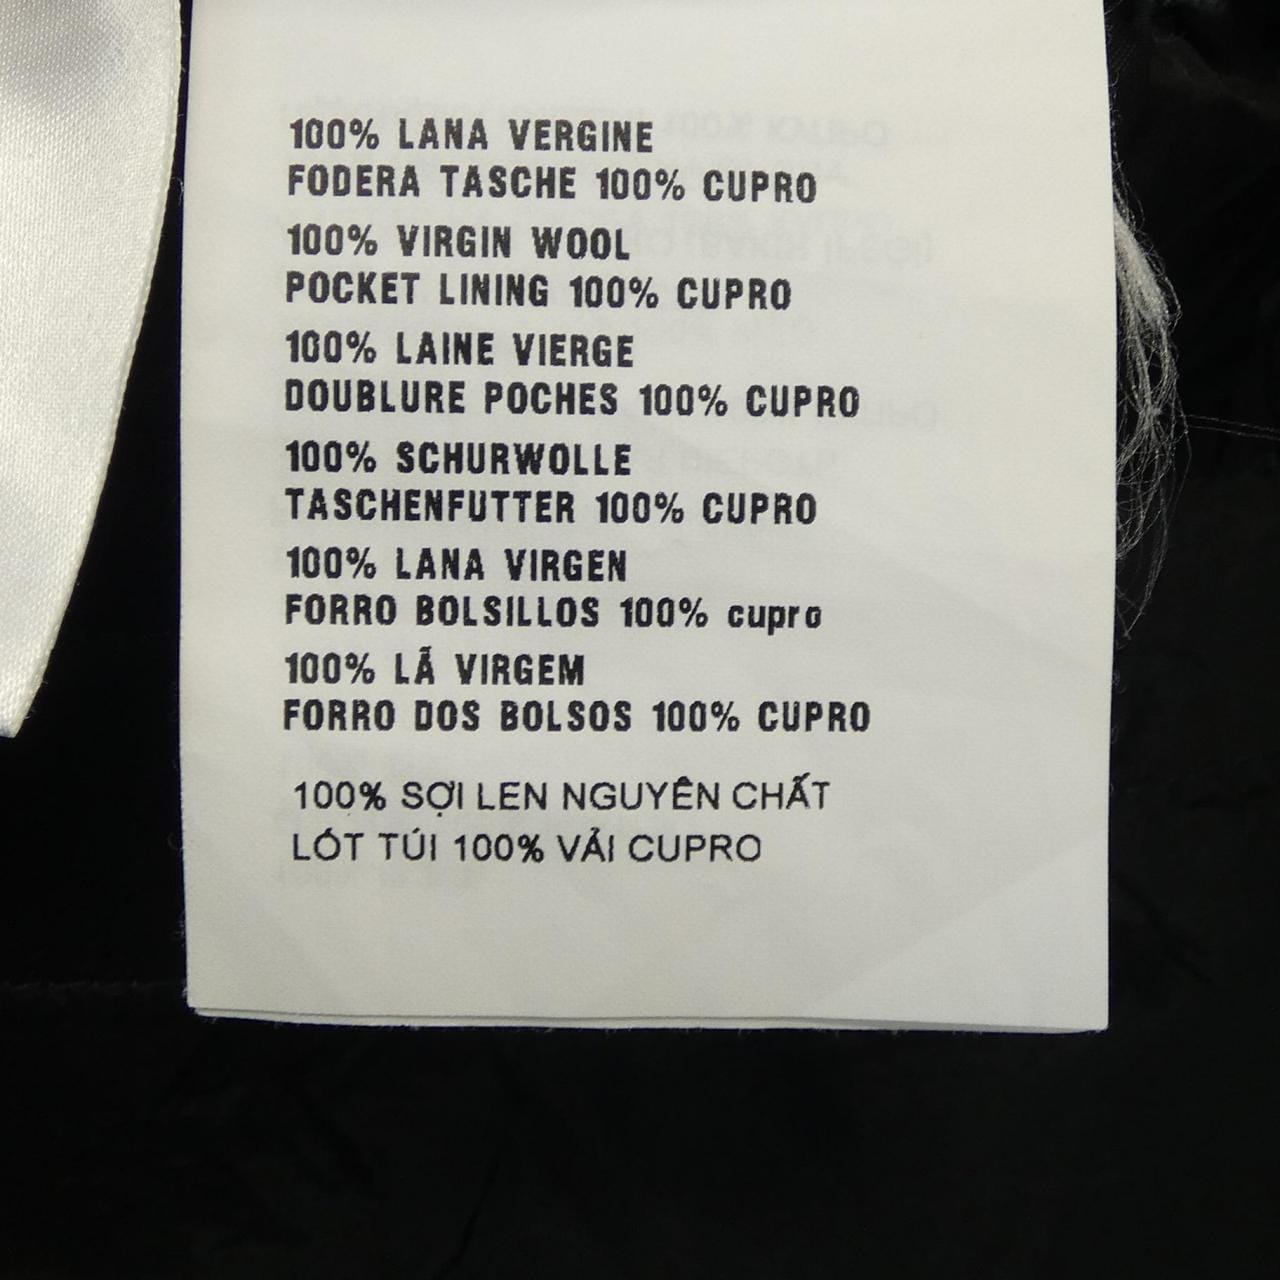 100% LANA VERGINE
FODERA TASCHE 100% CUPRO
100% VIRGIN WOOL
POCKET LINING 100% CUPRO
100% LAINE VIERGE
DOUBLURE POCHES 100% CUPRO
100% SCHURWOLLE
TASCHENFUTTER 100% CUPRO
100% LANA VIRGEN
FORRO BOLSILLOS 100% cupro
100% LÃ VIRGEM
FORRO DOS BOLSOS 100% CUPRO
100% SỢI LEN NGUYÊN CHẤT
LÓT TÚI 100% VẢI CUPRO